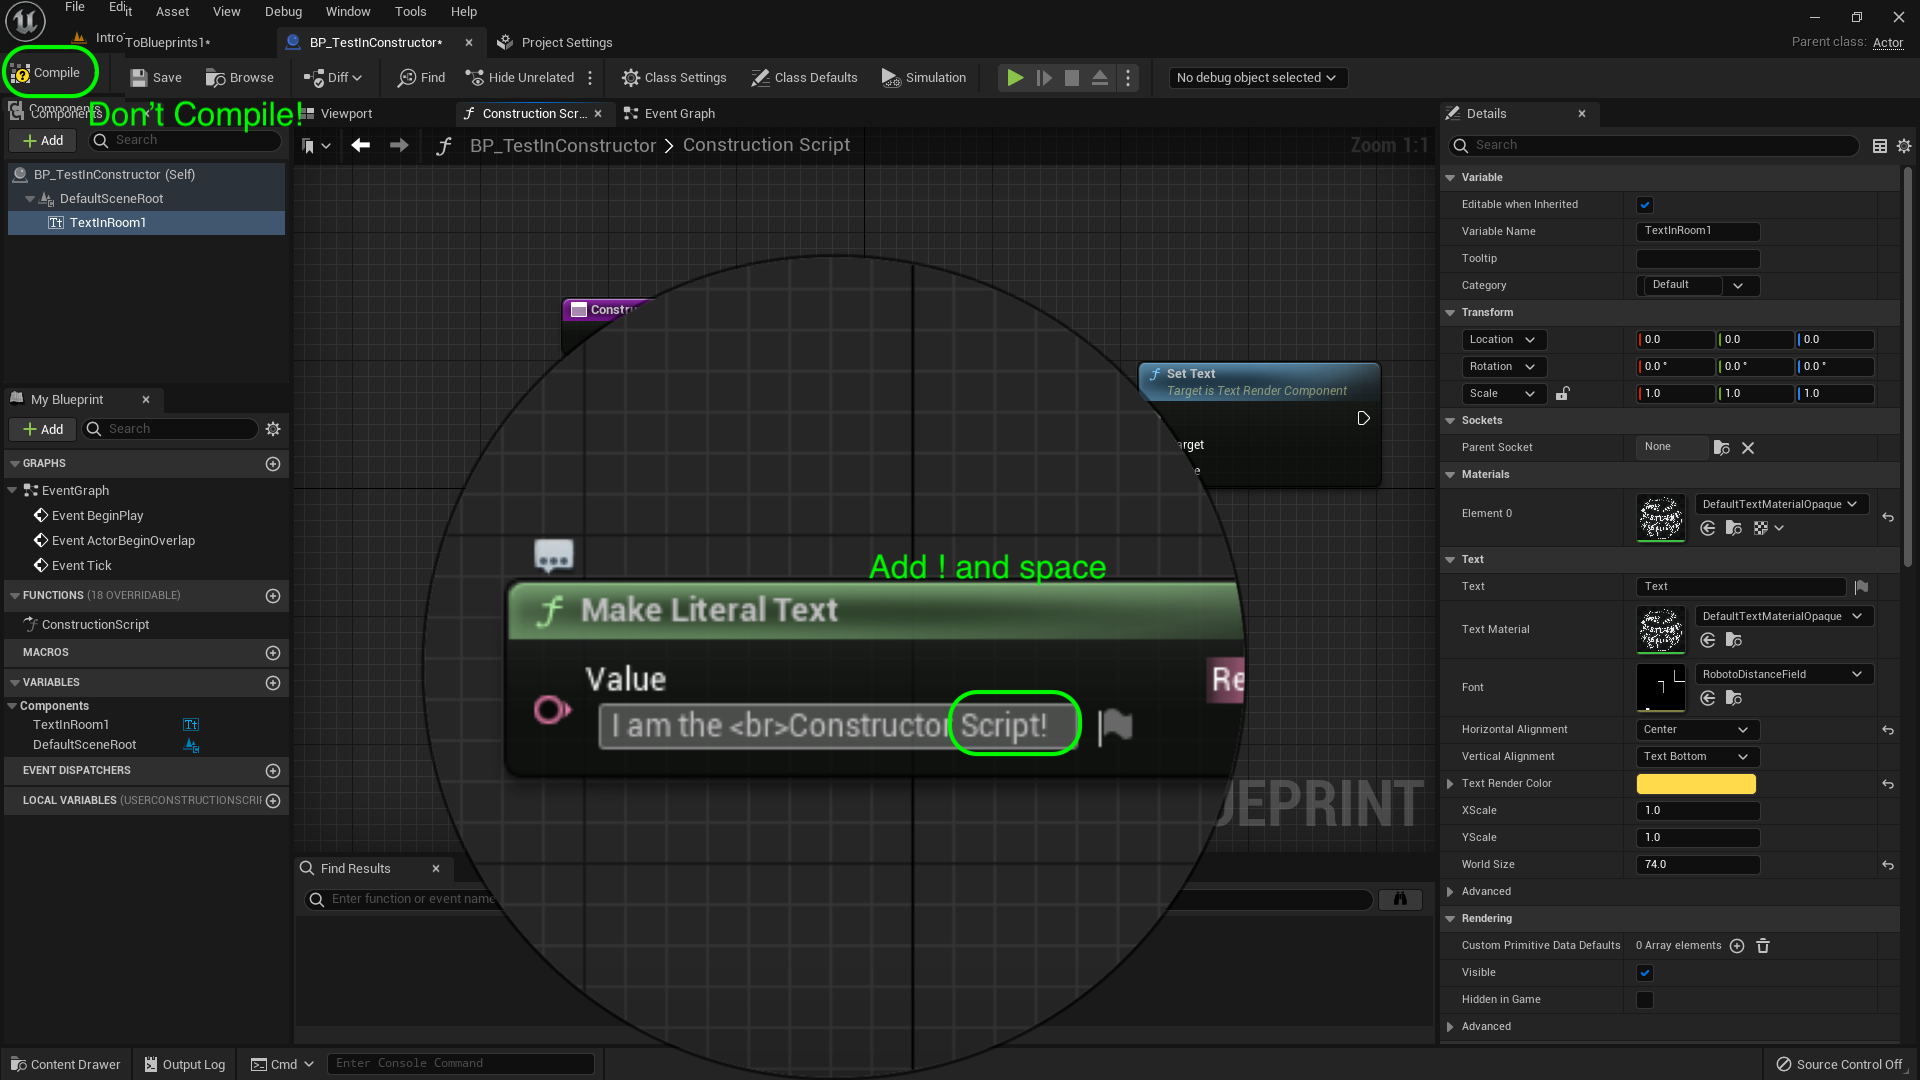 File Edit Asset View Debug Window Tools Help
Intro ToBlueprints1* BP_TestInConstructor* Project Settings
Parent class: Actor
Compile Save Browse Diff Find Hide Unrelated Class Settings Class Defaults Simulation No debug object selected
Don't Compile!
Components
Add Search
BP_TestInConstructor (Self)
DefaultSceneRoot
TextInRoom1
Viewport Construction Scr... Event Graph
BP_TestInConstructor > Construction Script Zoom 1:1
Constru
Set Text
Target is Text Render Component
arget
e
Add ! and space
Make Literal Text
Value Re
I am the <br>Constructor Script!
UEPRINT
My Blueprint
Add Search
GRAPHS
EventGraph
Event BeginPlay
Event ActorBeginOverlap
Event Tick
FUNCTIONS (18 OVERRIDABLE)
ConstructionScript
MACROS
VARIABLES
Components
TextInRoom1
DefaultSceneRoot
EVENT DISPATCHERS
LOCAL VARIABLES (USERCONSTRUCTIONSCRIP
Find Results
Enter function or event name
Details
Search
Variable
Editable when Inherited
Variable Name TextInRoom1
Tooltip
Category Default
Transform
Location 0.0 0.0 0.0
Rotation 0.0 ° 0.0 ° 0.0 °
Scale 1.0 1.0 1.0
Sockets
Parent Socket None
Materials
Element 0 DefaultTextMaterialOpaque
Text
Text Text
Text Material DefaultTextMaterialOpaque
Font RobotoDistanceField
Horizontal Alignment Center
Vertical Alignment Text Bottom
Text Render Color
XScale 1.0
YScale 1.0
World Size 74.0
Advanced
Rendering
Custom Primitive Data Defaults 0 Array elements
Visible
Hidden in Game
Advanced
Content Drawer Output Log Cmd Enter Console Command Source Control Off